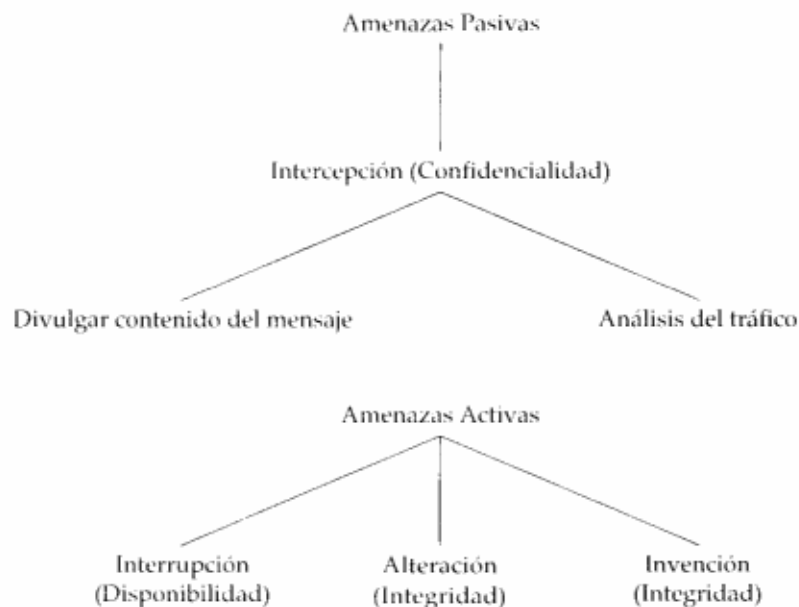 Amenazas Pasivas
Intercepción (Confidencialidad)
Divulgar contenido del mensaje
Análisis del tráfico
Amenazas Activas
Interrupción
(Disponibilidad)
Alteración
(Integridad)
Invención
(Integridad)